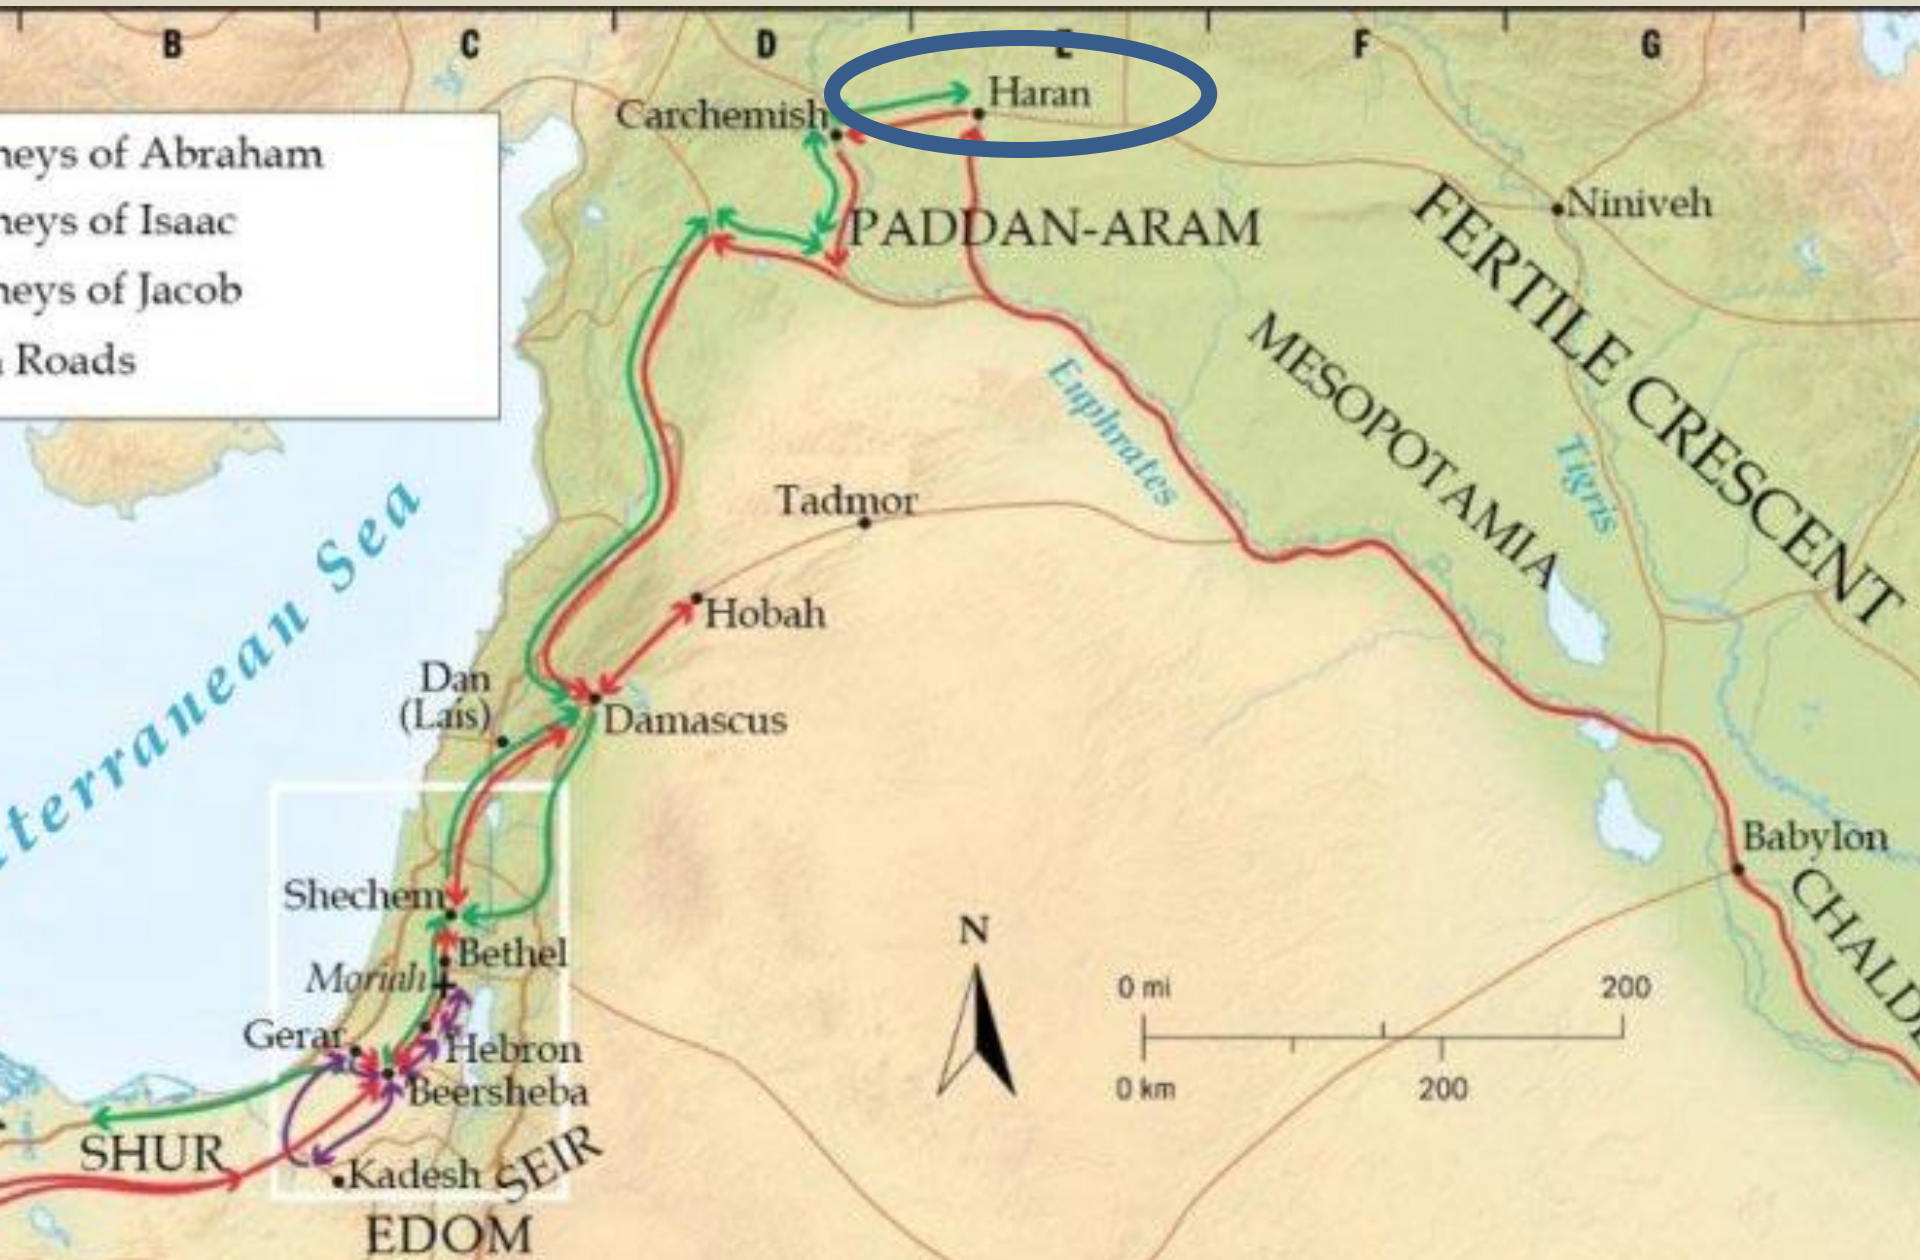 B C D E F G
neys of Abraham
neys of Isaac
neys of Jacob
Roads
Carchemish
Haran
Niniveh
PADDAN-ARAM
FERTILE CRESCENT
MESOPOTAMIA
Euphrates
Tigris
terranean Sea
Tadmor
Hobah
Dan
(Lais)
Damascus
Babylon
CHALD
Shechem
Bethel
Moriah
Gerar
Hebron
Beersheba
SHUR
Kadesh
SEIR
EDOM
N
0 mi 200
0 km 200